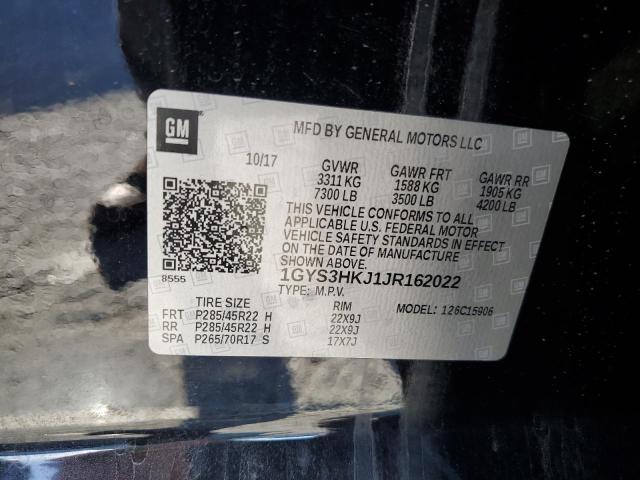 GM
MFD BY GENERAL MOTORS LLC
10/17
GVWR GAWR FRT GAWR RR
3311 KG 1588 KG 1905 KG
7300 LB 3500 LB 4200 LB
THIS VEHICLE CONFORMS TO ALL
APPLICABLE U.S. FEDERAL MOTOR
VEHICLE SAFETY STANDARDS IN EFFECT
ON THE DATE OF MANUFACTURE
SHOWN ABOVE.
8555
1GYS3HKJ1JR162022
TYPE: M.P.V. MODEL: 126C15906
TIRE SIZE RIM
FRT P285/45R22 H 22X9J
RR P285/45R22 H 22X9J
SPA P265/70R17 S 17X7J